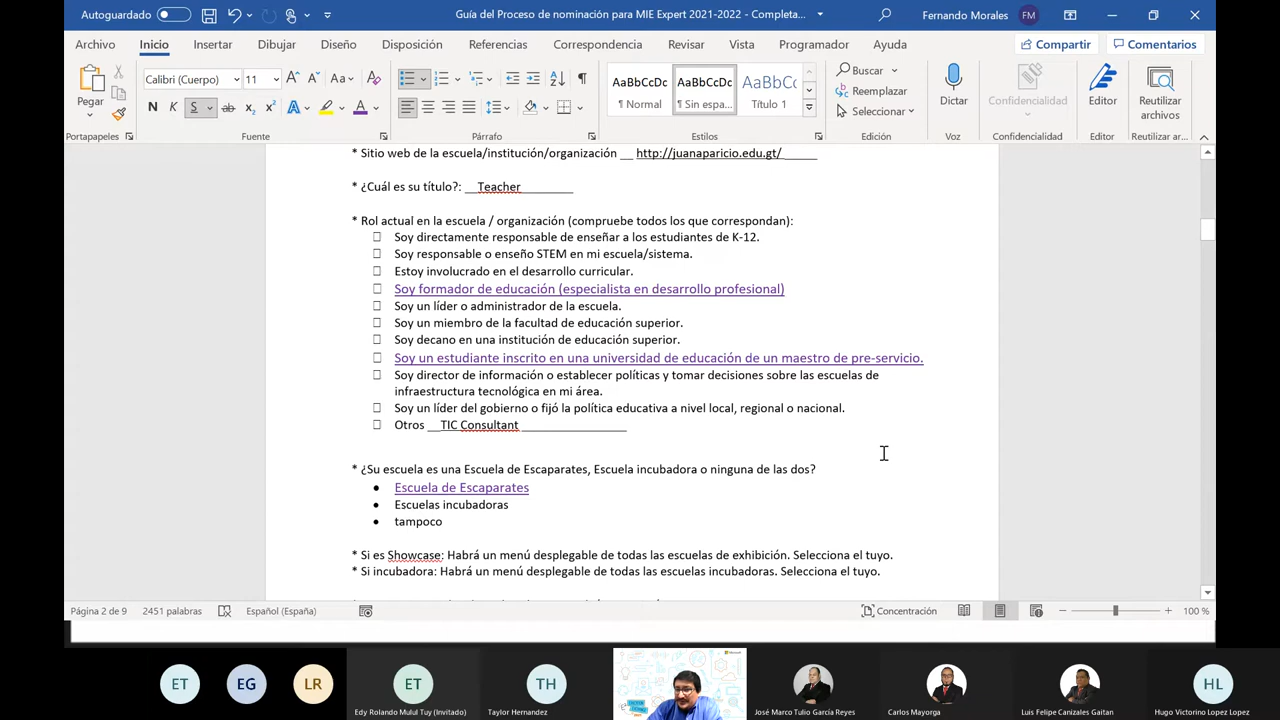 Autoguardado
Guía del Proceso de nominación para MIE Expert 2021-2022 - Completa...
Fernando Morales
FM
Archivo
Inicio
Insertar
Dibujar
Diseño
Disposición
Referencias
Correspondencia
Revisar
Vista
Programador
Ayuda
Compartir
Comentarios
Pegar
Calibri (Cuerpo)
11
Aa
N K S ab x₂ x²
AaBbCcDc
AaBbCcDc
AaBbCcDc
¶ Normal
¶ Sin espa...
Título 1
Buscar
Reemplazar
Seleccionar
Dictar
Confidencialidad
Editor
Reutilizar archivos
Portapapeles
Fuente
Párrafo
Estilos
Edición
Voz
Confidencialidad
Editor
Reutilizar ar...
* Sitio web de la escuela/institución/organización __ http://juanaparicio.edu.gt/_____
* ¿Cuál es su título?: __Teacher________
* Rol actual en la escuela / organización (compruebe todos los que correspondan):
☐ Soy directamente responsable de enseñar a los estudiantes de K-12.
☐ Soy responsable o enseño STEM en mi escuela/sistema.
☐ Estoy involucrado en el desarrollo curricular.
☐ Soy formador de educación (especialista en desarrollo profesional)
☐ Soy un líder o administrador de la escuela.
☐ Soy un miembro de la facultad de educación superior.
☐ Soy decano en una institución de educación superior.
☐ Soy un estudiante inscrito en una universidad de educación de un maestro de pre-servicio.
☐ Soy director de información o establecer políticas y tomar decisiones sobre las escuelas de
infraestructura tecnológica en mi área.
☐ Soy un líder del gobierno o fijó la política educativa a nivel local, regional o nacional.
☐ Otros __TIC Consultant ________________
* ¿Su escuela es una Escuela de Escaparates, Escuela incubadora o ninguna de las dos?
● Escuela de Escaparates
● Escuelas incubadoras
● tampoco
* Si es Showcase: Habrá un menú desplegable de todas las escuelas de exhibición. Selecciona el tuyo.
* Si incubadora: Habrá un menú desplegable de todas las escuelas incubadoras. Selecciona el tuyo.
Página 2 de 9
2451 palabras
Español (España)
Concentración
100 %
ET
EG
LR
ET
TH
HL
Edy Rolando Mulul Tuy (Invitado)
Taylor Hernandez
José Marco Tulio García Reyes
Carlos Mayorga
Luis Felipe Canizales Gaitan
Hugo Victorino Lopez Lopez